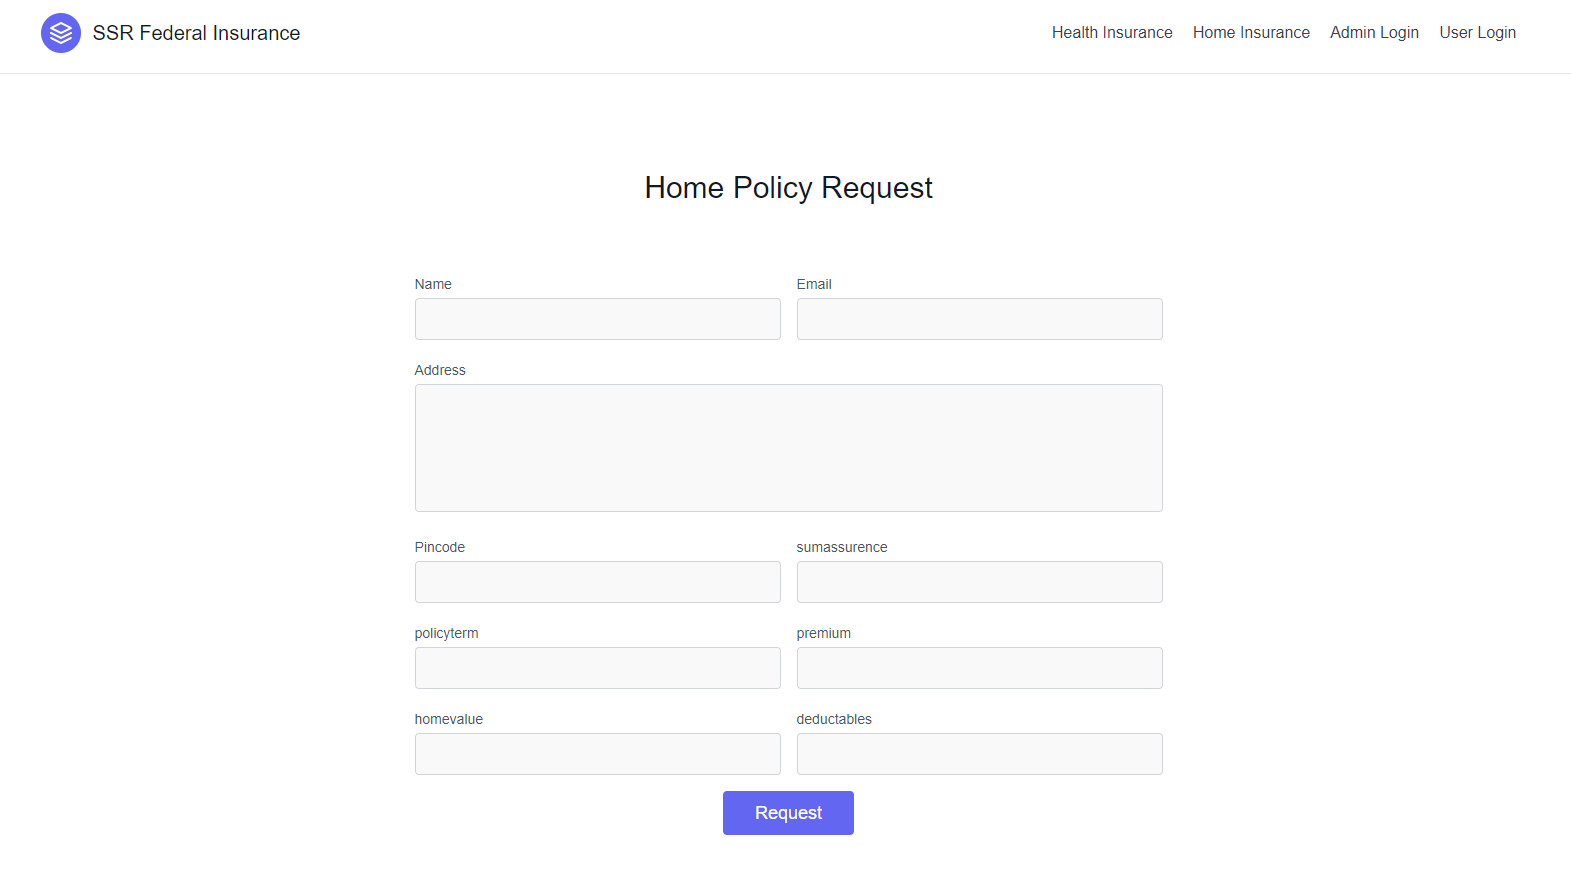 SSR Federal Insurance
Health Insurance Home Insurance Admin Login User Login
Home Policy Request
Name Email
Address
Pincode sumassurence
policyterm premium
homevalue deductables
Request